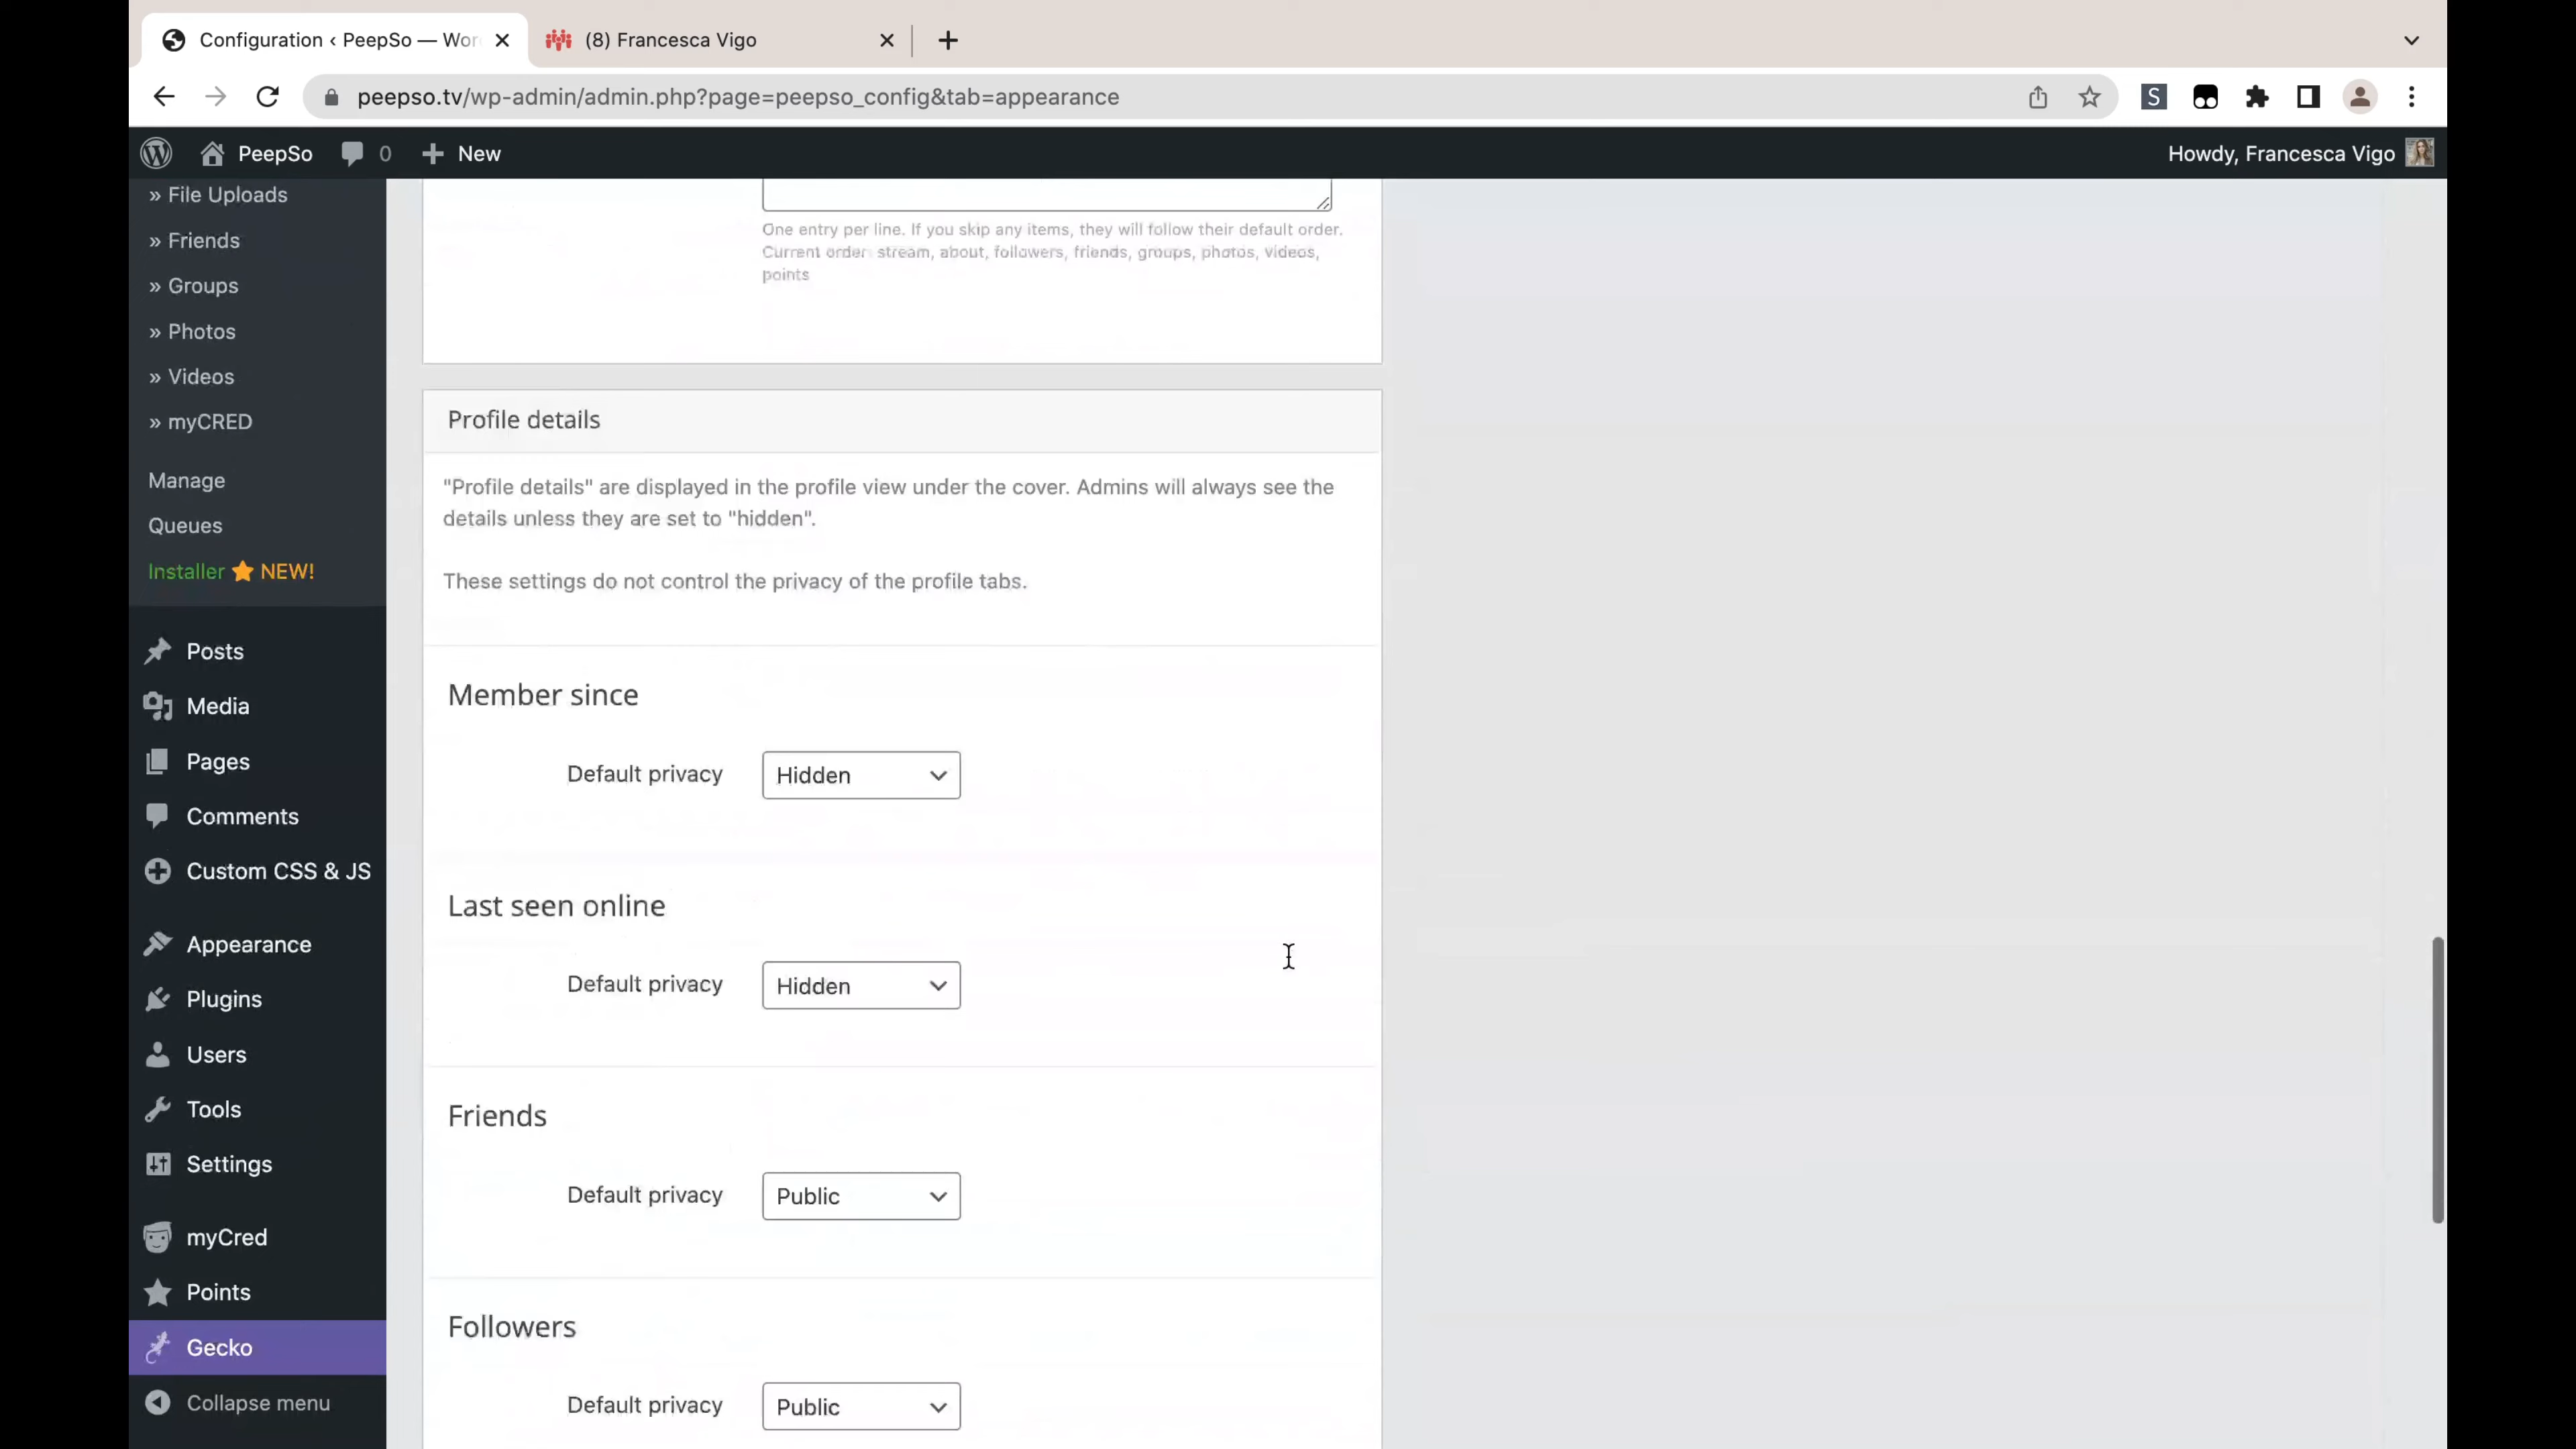 Configuration ‹ PeepSo — Wor
(8) Francesca Vigo
peepso.tv/wp-admin/admin.php?page=peepso_config&tab=appearance
PeepSo
0
New
Howdy, Francesca Vigo
» File Uploads
» Friends
» Groups
» Photos
» Videos
» myCRED
Manage
Queues
Installer ⭐ NEW!
Posts
Media
Pages
Comments
Custom CSS & JS
Appearance
Plugins
Users
Tools
Settings
myCred
Points
Gecko
Collapse menu
One entry per line. If you skip any items, they will follow their default order.
Current order: stream, about, followers, friends, groups, photos, videos,
points
Profile details
"Profile details" are displayed in the profile view under the cover. Admins will always see the
details unless they are set to "hidden".
These settings do not control the privacy of the profile tabs.
Member since
Default privacy
Hidden
Last seen online
Default privacy
Hidden
Friends
Default privacy
Public
Followers
Default privacy
Public